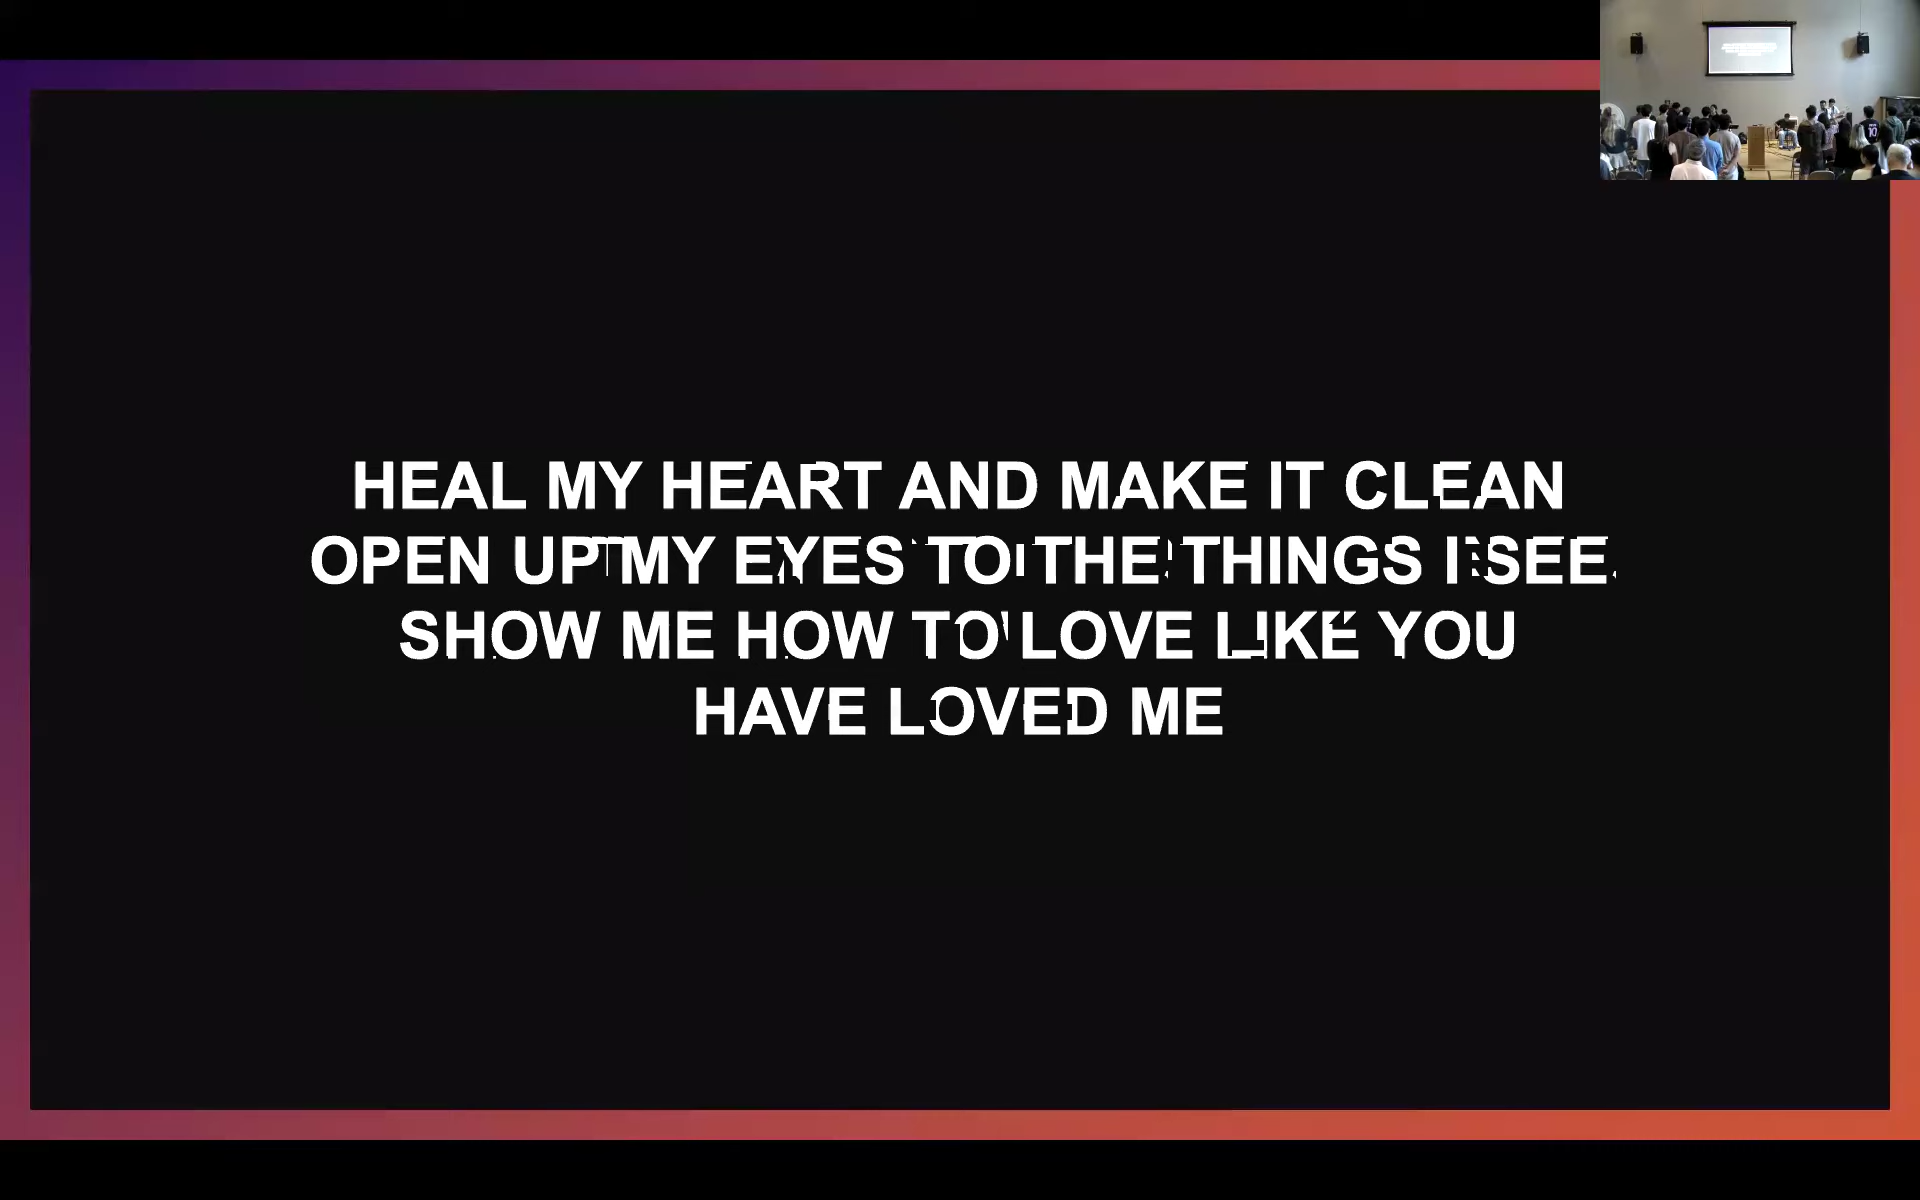 HEAL MY HEART AND MAKE IT CLEAN
OPEN UP MY EYES TO THE THINGS I SEE
SHOW ME HOW TO LOVE LIKE YOU
HAVE LOVED ME
10